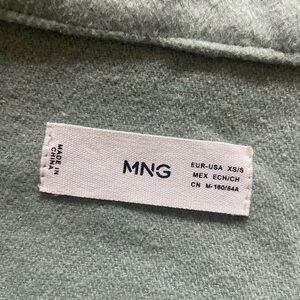 MADE IN
CHINA
MNG
EUR-USA XS/S
MEX ECH/CH
CN M-160/84A